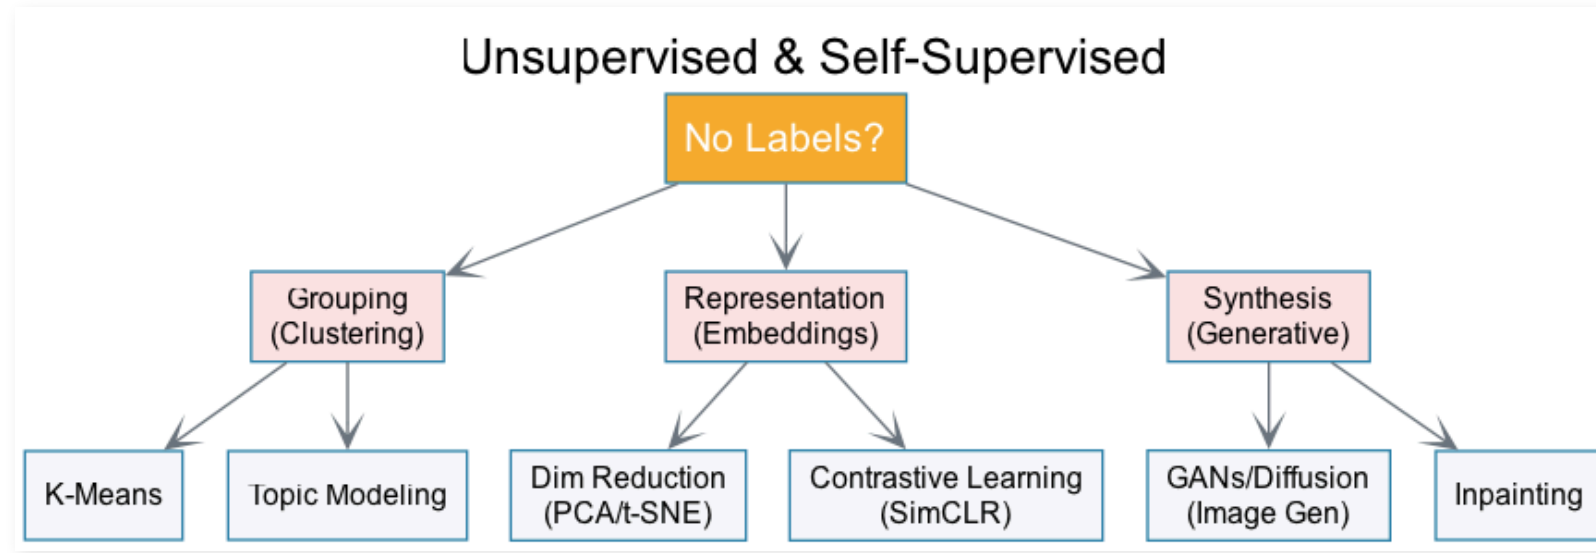 Unsupervised & Self-Supervised
No Labels?
Grouping
(Clustering)
Representation
(Embeddings)
Synthesis
(Generative)
K-Means
Topic Modeling
Dim Reduction
(PCA/t-SNE)
Contrastive Learning
(SimCLR)
GANs/Diffusion
(Image Gen)
Inpainting